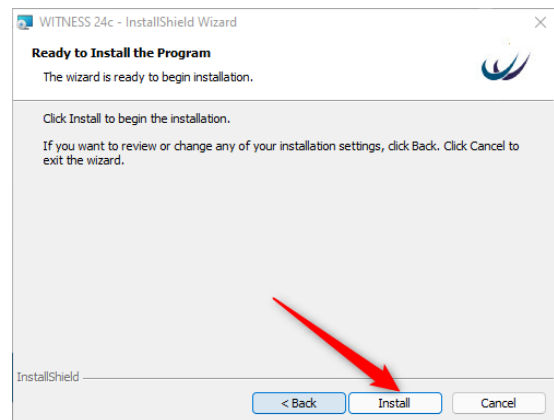 WITNESS 24c - InstallShield Wizard
Ready to Install the Program
The wizard is ready to begin installation.
Click Install to begin the installation.
If you want to review or change any of your installation settings, click Back. Click Cancel to
exit the wizard.
InstallShield
< Back Install Cancel